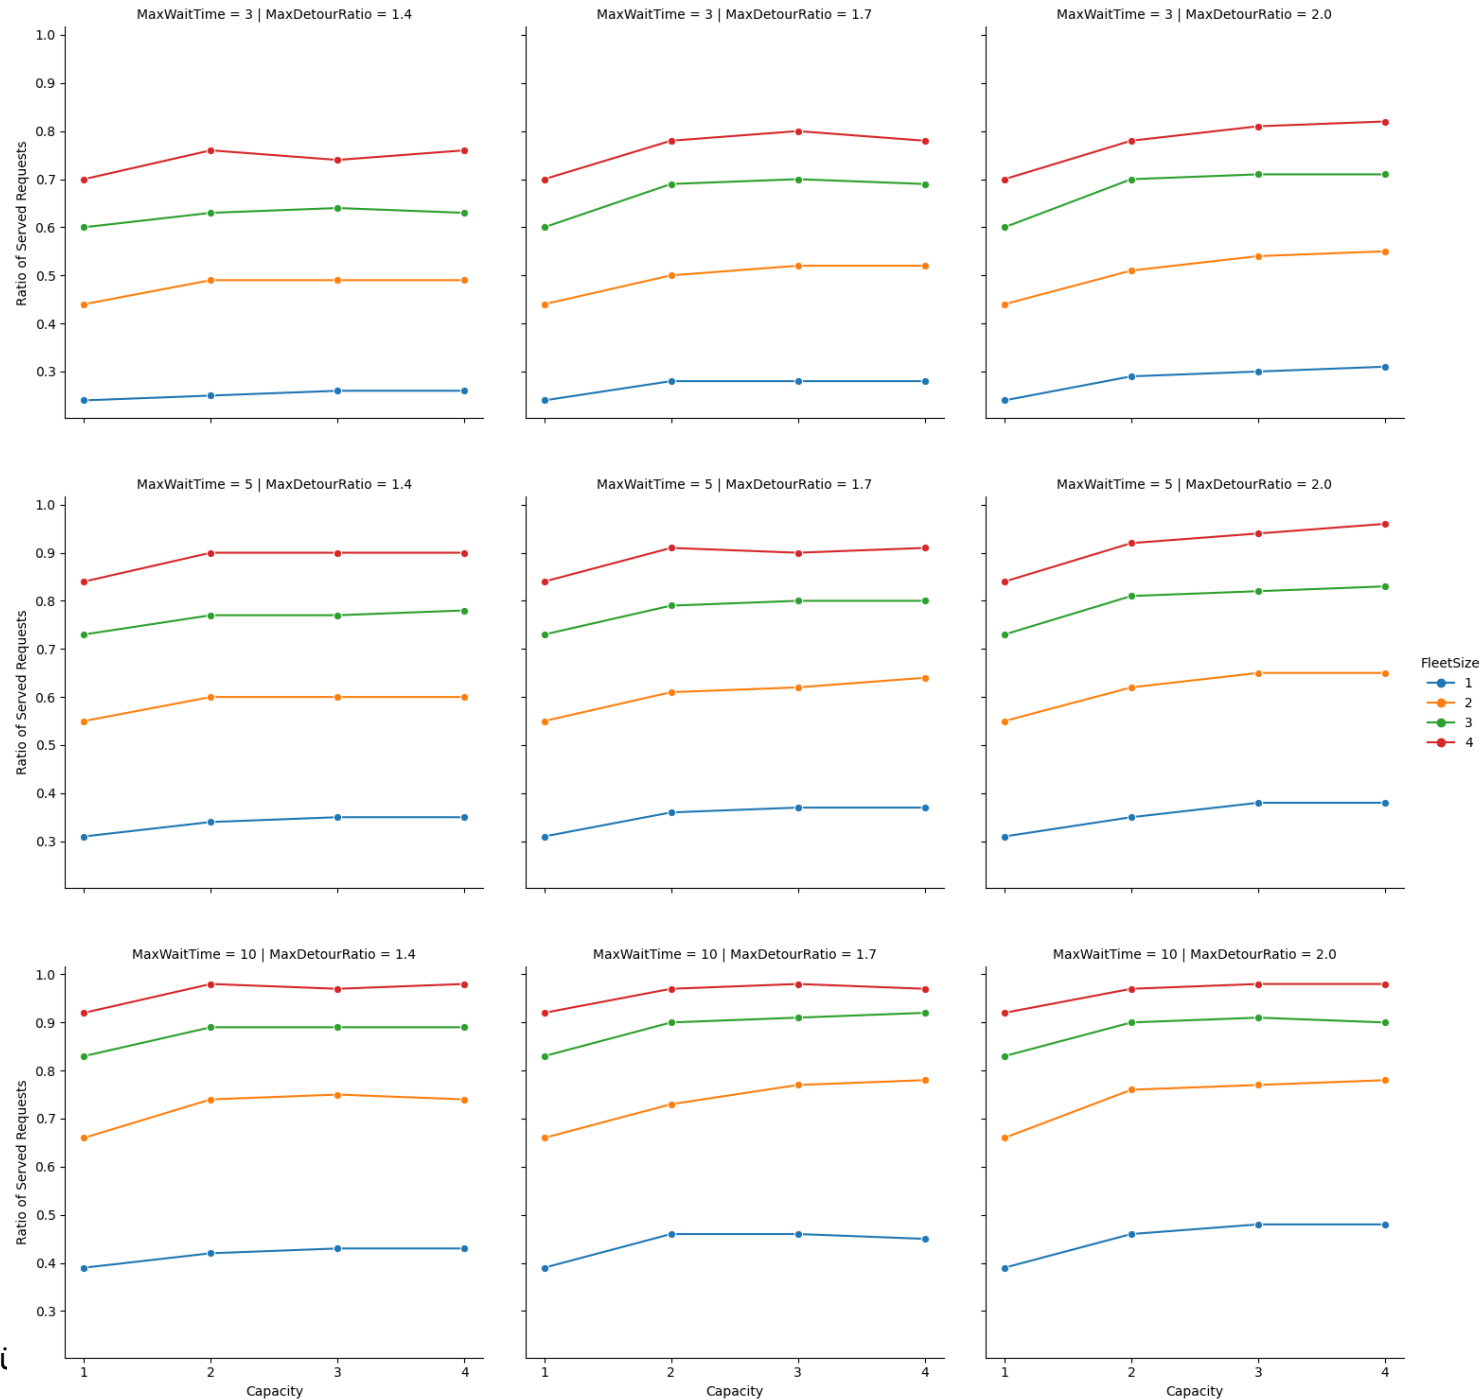 MaxWaitTime = 3 | MaxDetourRatio = 1.4
MaxWaitTime = 3 | MaxDetourRatio = 1.7
MaxWaitTime = 3 | MaxDetourRatio = 2.0
1.0
0.9
0.8
0.7
0.6
0.5
0.4
0.3
Ratio of Served Requests
MaxWaitTime = 5 | MaxDetourRatio = 1.4
MaxWaitTime = 5 | MaxDetourRatio = 1.7
MaxWaitTime = 5 | MaxDetourRatio = 2.0
1.0
0.9
0.8
0.7
0.6
0.5
0.4
0.3
Ratio of Served Requests
FleetSize
1
2
3
4
MaxWaitTime = 10 | MaxDetourRatio = 1.4
MaxWaitTime = 10 | MaxDetourRatio = 1.7
MaxWaitTime = 10 | MaxDetourRatio = 2.0
1.0
0.9
0.8
0.7
0.6
0.5
0.4
0.3
Ratio of Served Requests
1 2 3 4
1 2 3 4
1 2 3 4
Capacity
Capacity
Capacity